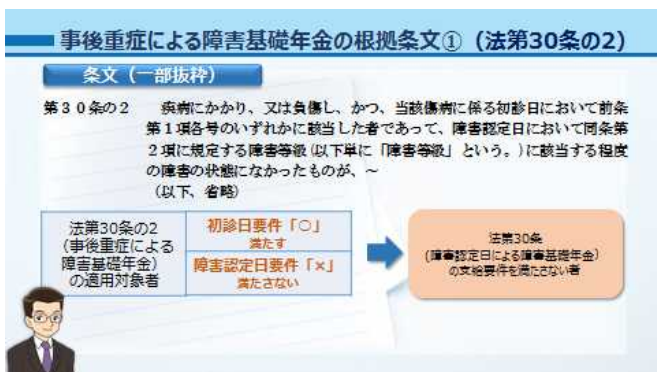 事後重症による障害基礎年金の根拠条文①（法第30条の2）
条文（一部抜粋）
第３０条の２　疾病にかかり、又は負傷し、かつ、当該傷病に係る初診日において前条
第１項各号のいずれかに該当した者であって、障害認定日において同条第
２項に規定する障害等級(以下単に「障害等級」という。)に該当する程度
の障害の状態になかったものが、～
（以下、省略）
法第30条の2
（事後重症による
障害基礎年金）
の適用対象者
初診日要件「○」
満たす
障害認定日要件「×」
満たさない
法第30条
(障害認定日による障害基礎年金)
の支給要件を満たさない者